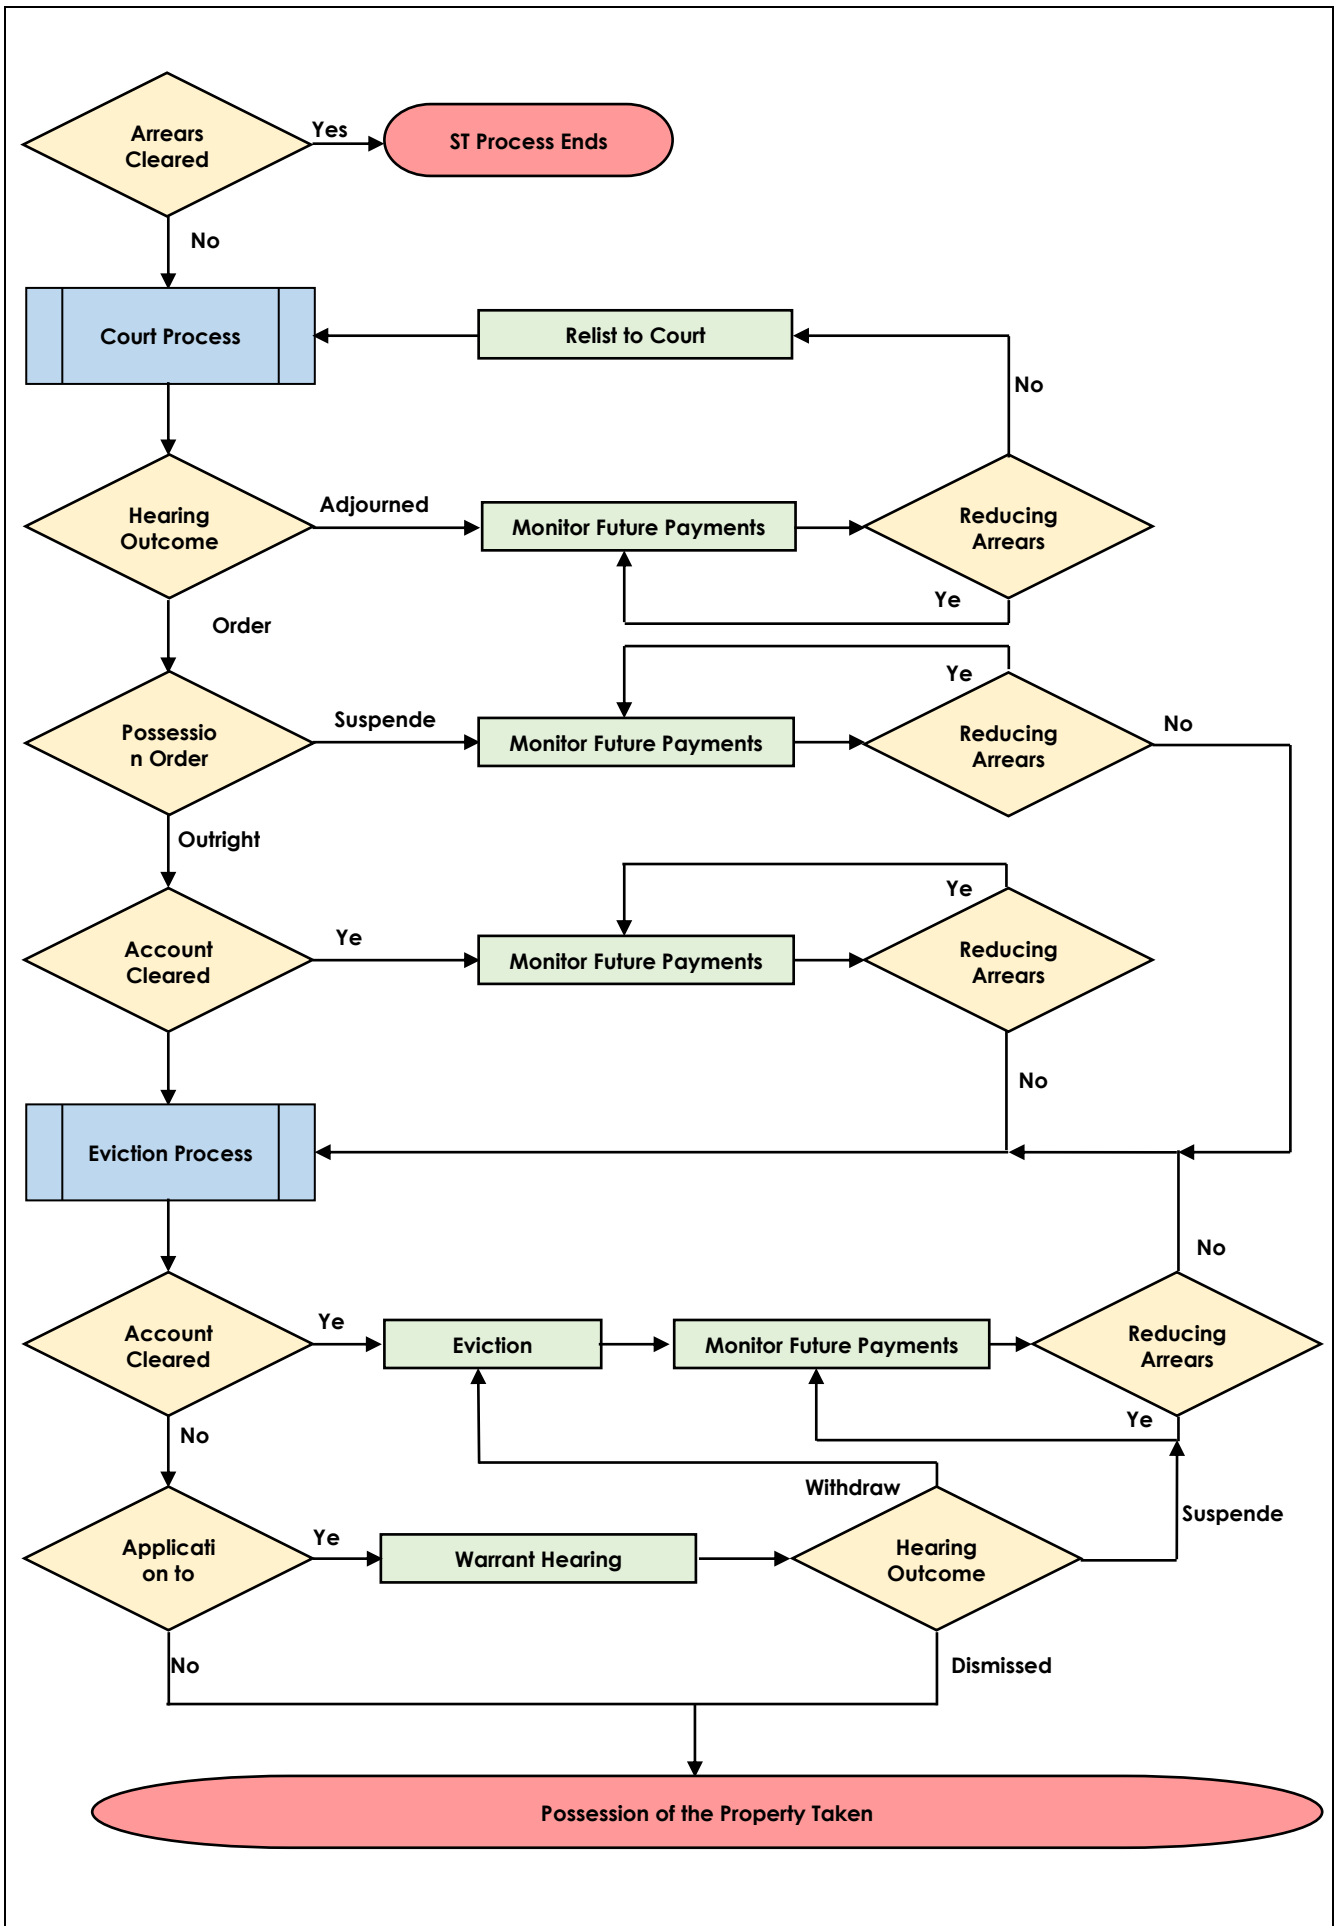 Arrears
Cleared
Yes
ST Process Ends
No
Court Process
Relist to Court
No
Hearing
Outcome
Adjourned
Monitor Future Payments
Reducing
Arrears
Ye
Order
Possessio
n Order
Suspende
Monitor Future Payments
Ye
Reducing
Arrears
No
Outright
Account
Cleared
Ye
Monitor Future Payments
Ye
Reducing
Arrears
No
Eviction Process
No
Account
Cleared
Ye
Eviction
Monitor Future Payments
Reducing
Arrears
Ye
No
Withdraw
Suspende
Applicati
on to
Ye
Warrant Hearing
Hearing
Outcome
No
Dismissed
Possession of the Property Taken